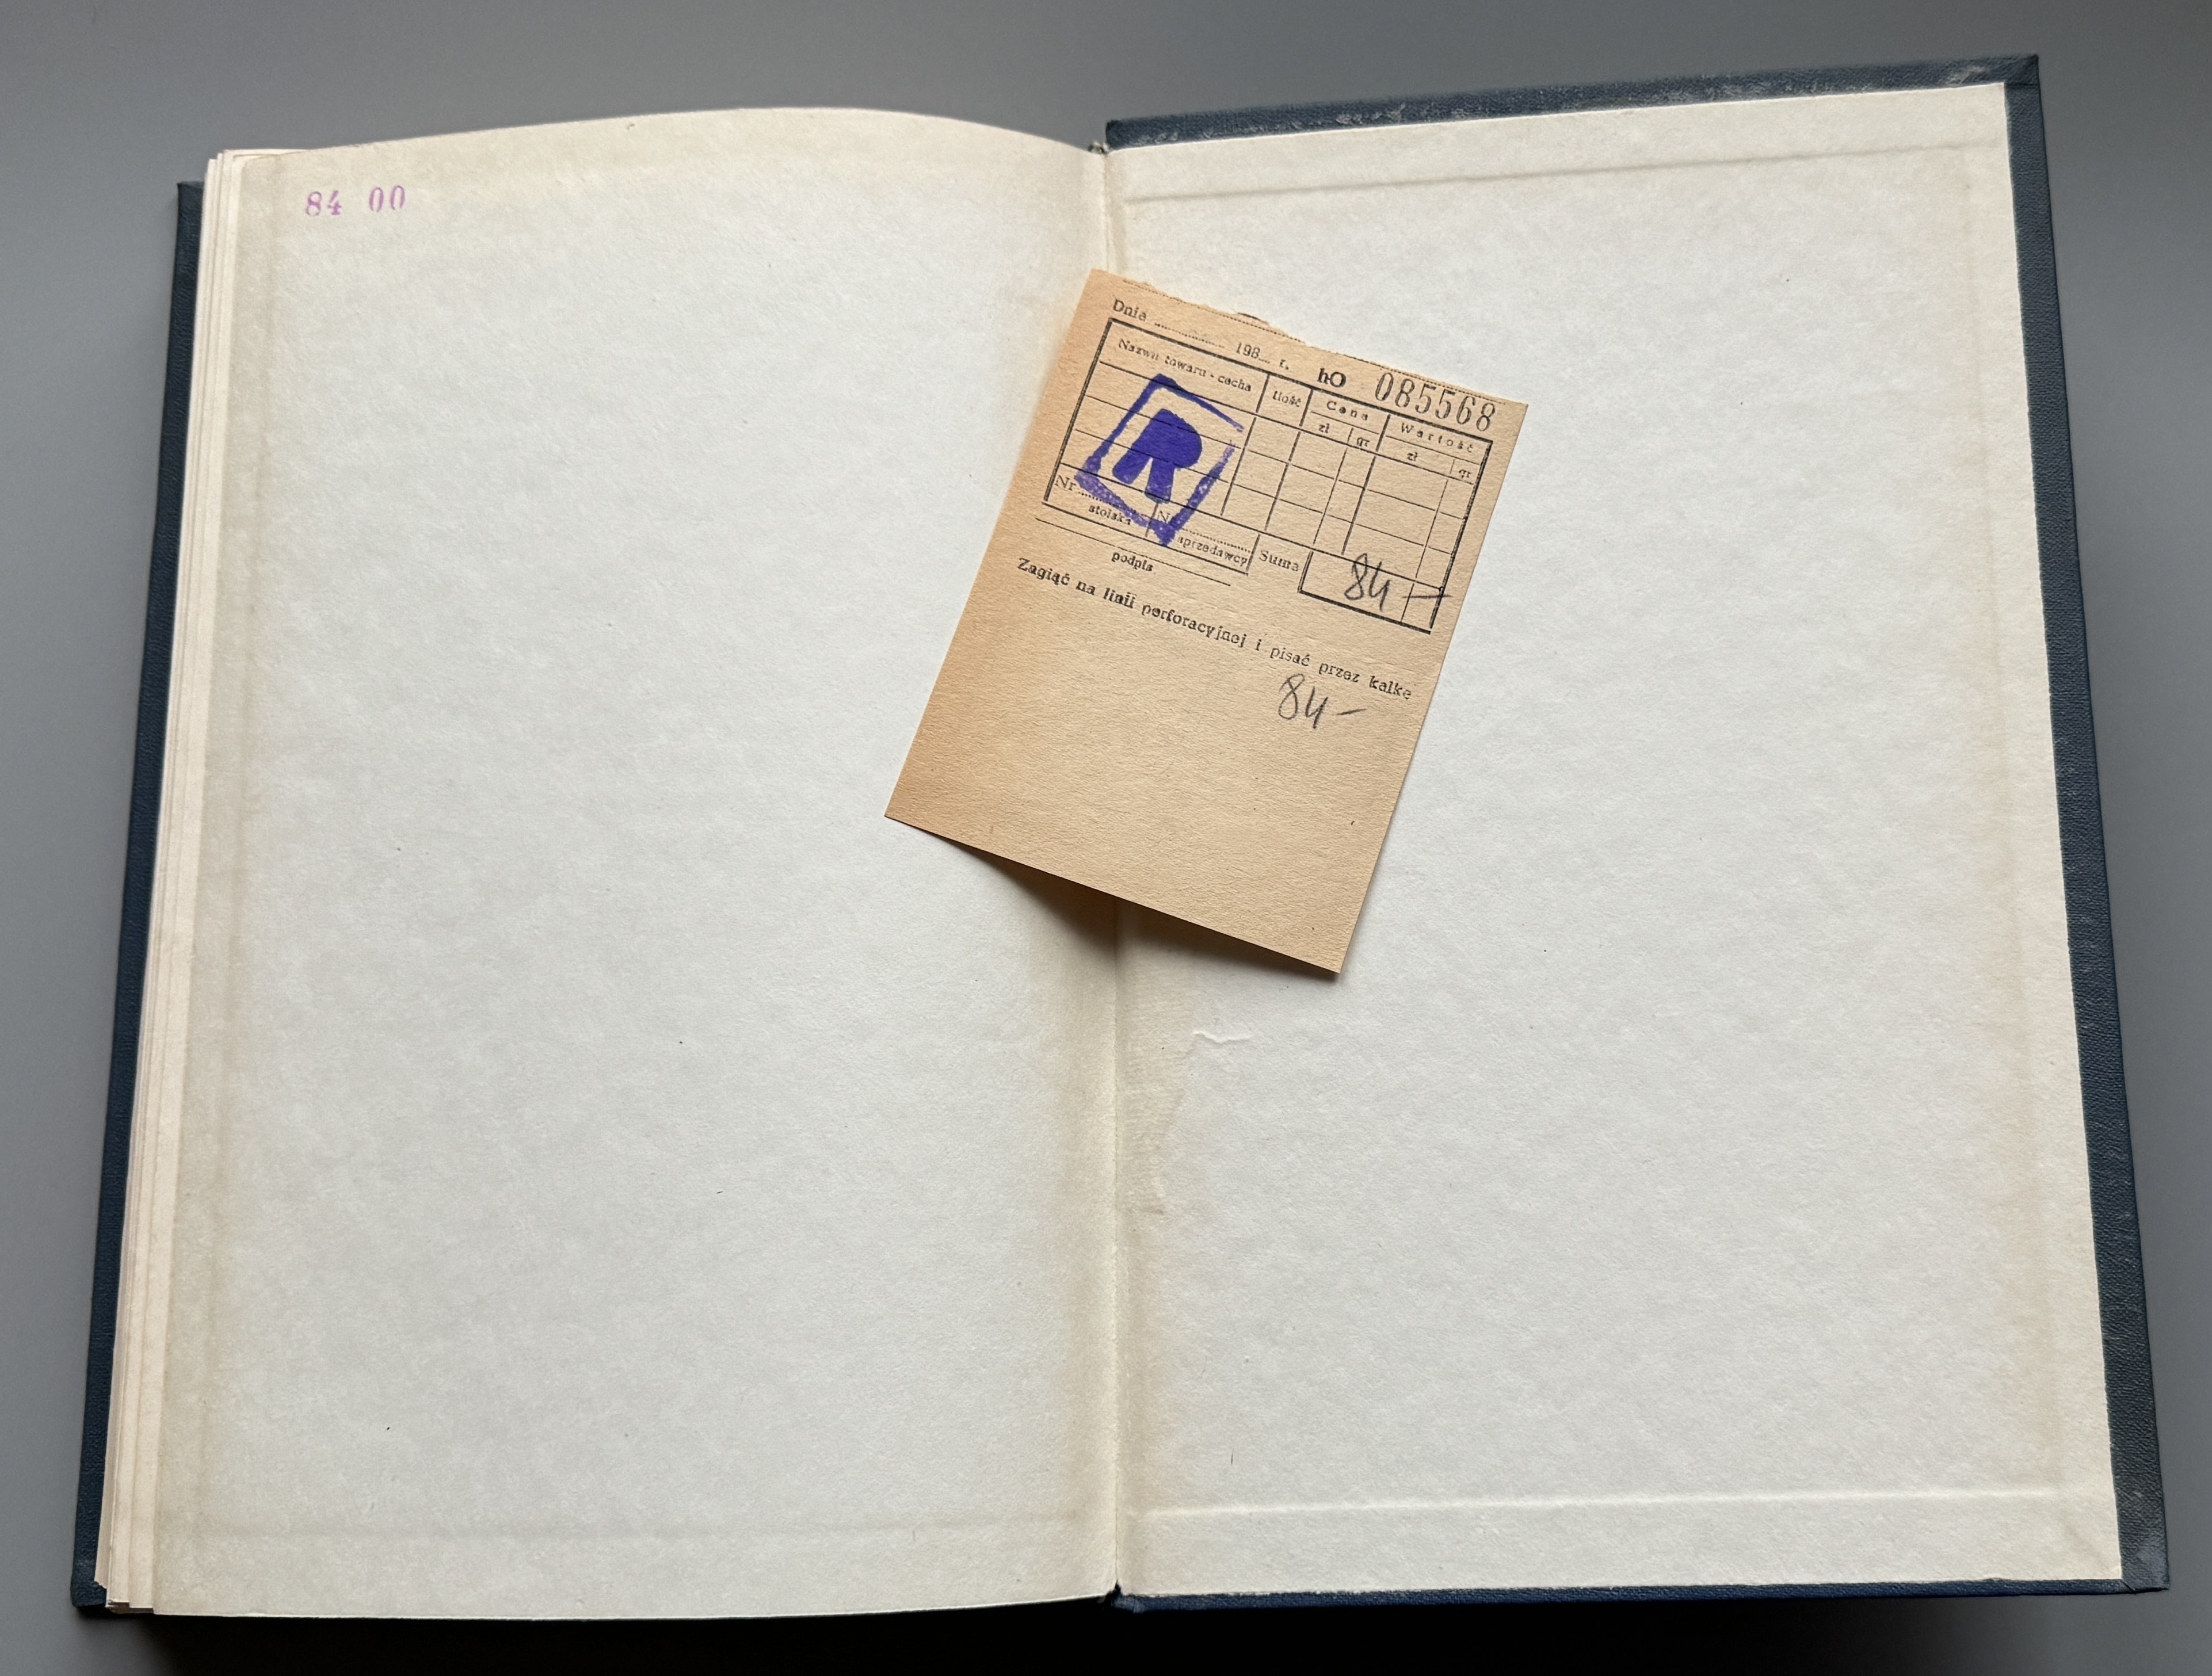 84 00
Dnia ........ 198... r. hO 085568
Nazwa towaru - cecha Ilość Cena Wartość
zł gr zł gr
R
Nr ........ N ........ Suma 84 —
stoiska sprzedawcy
podpis
Zagiąć na linii perforacyjnej i pisać przez kalkę
84 —